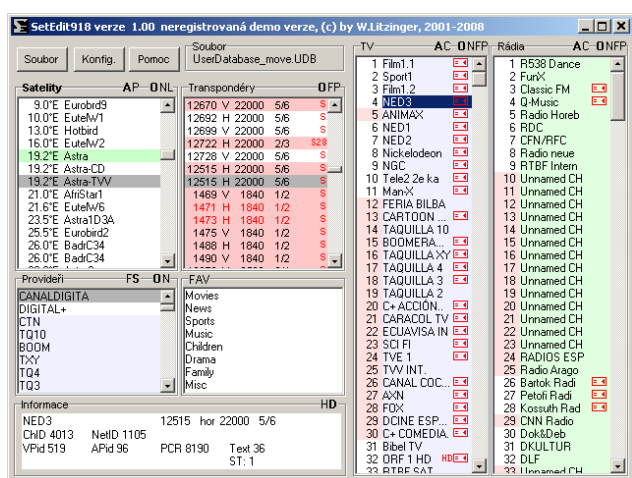 SetEdit918 verze 1.00 neregistrovaná demo verze, (c) by W.Litzinger, 2001-2008
Soubor
Konfig.
Pomoc
Soubor
UserDatabase_move.UDB
Satelity AP ONL
9.0°E Eurobrd9
10.0°E EutelW1
13.0°E Hotbird
16.0°E EutelW2
19.2°E Astra
19.2°E Astra-CD
19.2°E Astra-TVV
21.0°E AfriStar1
21.6°E EutelW6
23.5°E Astra1D3A
25.5°E Eurobird2
26.0°E BadrC34
26.0°E BadrC34
Transpondéry OFP
12670 V 22000 5/6 S
12692 H 22000 5/6 S
12699 V 22000 5/6 S
12722 H 22000 2/3 S28
12728 V 22000 5/6 S
12515 H 22000 5/6 S
12515 H 22000 5/6 S
1469 V 1840 1/2 S
1471 H 1840 1/2 S
1473 H 1840 1/2 S
1475 V 1840 1/2 S
1488 H 1840 1/2 S
1490 V 1840 1/2 S
Provideři FS ON
CANALDIGITA
DIGITAL+
CTN
TQ10
BOOM
TXY
TQ4
TQ3
FAV
Movies
News
Sports
Music
Children
Drama
Family
Misc
Informace HD
NED3 12515 hor 22000 5/6
ChID 4013 NetID 1105
VPid 519 APid 96 PCR 8190 Text 36
ST: 1
TV AC ONFP
1 Film1.1
2 Sport1
3 Film1.2
4 NED3
5 ANIMAX
6 NED1
7 NED2
8 Nickelodeon
9 NGC
10 Tele2 2e ka
11 Man-X
12 FERIA BILBA
13 CARTOON ...
14 TAQUILLA 10
15 BOOMERA...
16 TAQUILLA XY
17 TAQUILLA 4
18 TAQUILLA 3
19 TAQUILLA 2
20 C+ ACCIÓN..
21 CARACOL TV
22 ECUAVISA IN
23 SCI FI
24 TVE 1
25 TVV INT.
26 CANAL COC...
27 AXN
28 FOX
29 DCINE ESP...
30 C+ COMEDIA.
31 Bibel TV
32 ORF 1 HD HD
33 RTBF SAT
Rádia AC ONFP
1 R538 Dance
2 FunX
3 Classic FM
4 Q-Music
5 Radio Horeb
6 RDC
7 CFN/RFC
8 Radio neue
9 RTBF Intern
10 Unnamed CH
11 Unnamed CH
12 Unnamed CH
13 Unnamed CH
14 Unnamed CH
15 Unnamed CH
16 Unnamed CH
17 Unnamed CH
18 Unnamed CH
19 Unnamed CH
20 Unnamed CH
21 Unnamed CH
22 Unnamed CH
23 Unnamed CH
24 RADIOS ESP
25 Radio Arago
26 Bartok Radi
27 Petofi Radi
28 Kossuth Rad
29 CNN Radio
30 Dok&Deb
31 DKULTUR
32 DLF
33 Unnamed CH